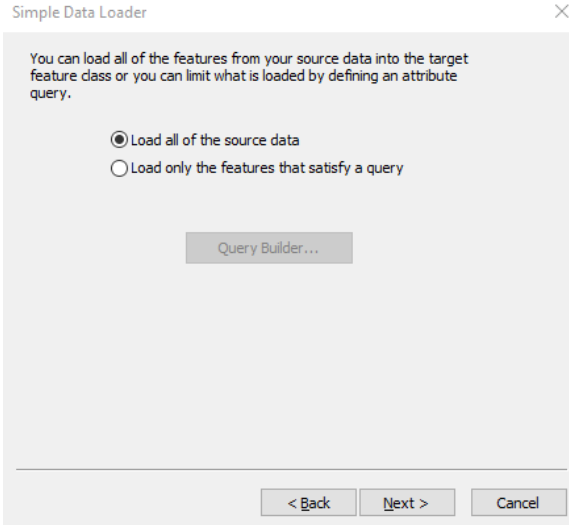 Simple Data Loader
You can load all of the features from your source data into the target
feature class or you can limit what is loaded by defining an attribute
query.
Load all of the source data
Load only the features that satisfy a query
Query Builder...
< Back
Next >
Cancel